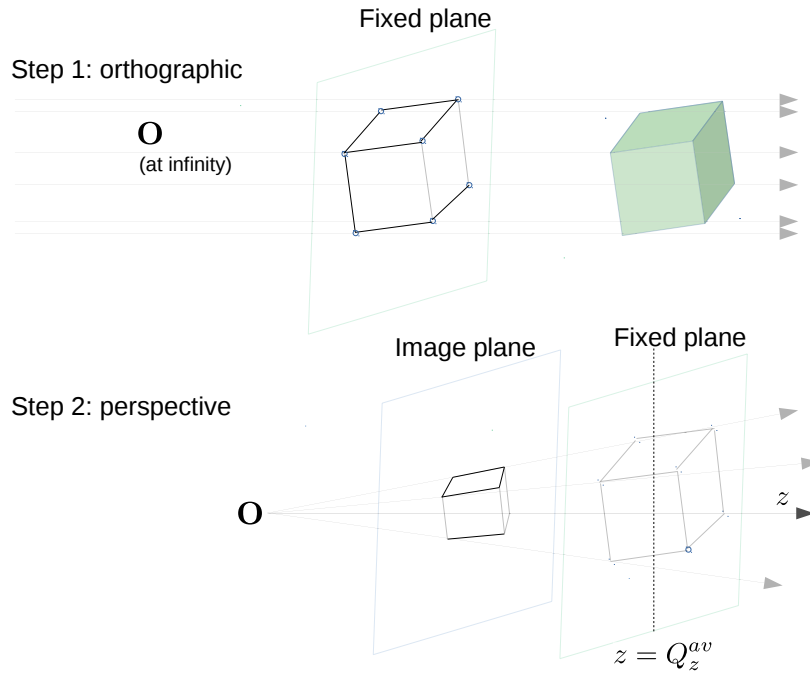 Fixed plane
Step 1: orthographic
O
(at infinity)
Fixed plane
Image plane
Step 2: perspective
z
O
z = Q_z^{av}